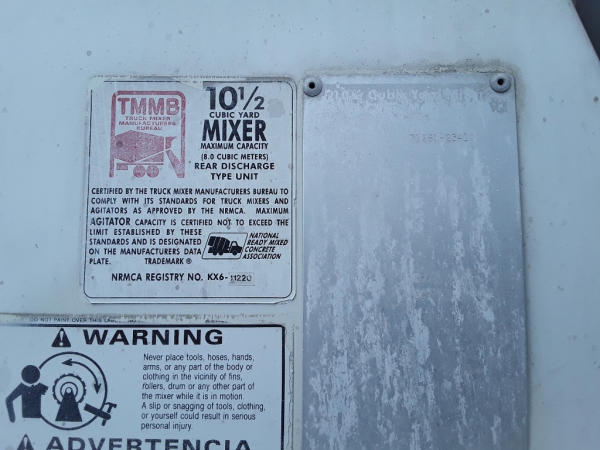 TMMB
TRUCK MIXER
MANUFACTURERS
BUREAU
10 1/2
CUBIC YARD
MIXER
MAXIMUM CAPACITY
(8.0 CUBIC METERS)
REAR DISCHARGE
TYPE UNIT
CERTIFIED BY THE TRUCK MIXER MANUFACTURERS BUREAU TO
COMPLY WITH ITS STANDARDS FOR TRUCK MIXERS AND
AGITATORS AS APPROVED BY THE NRMCA. MAXIMUM
AGITATOR CAPACITY IS CERTIFIED NOT TO EXCEED THE
LIMIT ESTABLISHED BY THESE
STANDARDS AND IS DESIGNATED
ON THE MANUFACTURERS DATA
PLATE. TRADEMARK ®
NATIONAL
READY MIXED
CONCRETE
ASSOCIATION
NRMCA REGISTRY NO. KX6-11220
Cubic Yard
DO NOT PAINT OVER THIS
WARNING
Never place tools, hoses, hands,
arms, or any part of the body or
clothing in the vicinity of fins,
rollers, drum or any other part of
the mixer while it is in motion.
A slip or snagging of tools, clothing,
or yourself could result in serious
personal injury.
ADVERTENCIA